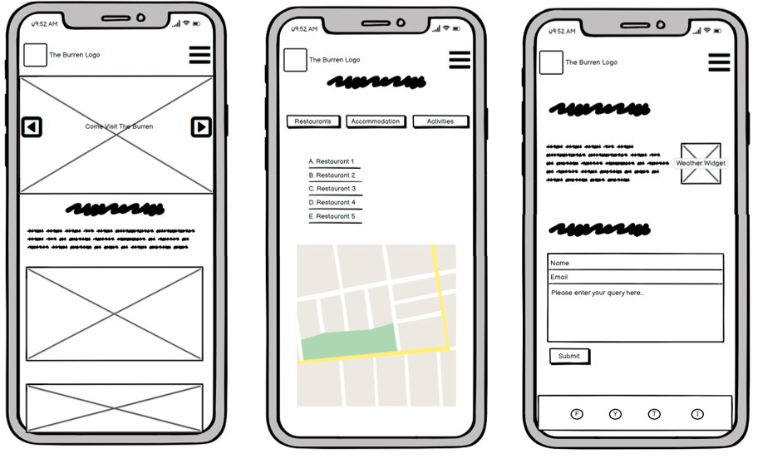 09:52 AM
The Burren Logo
Come Visit The Burren
09:52 AM
The Burren Logo
Restaurants
Accommodation
Activities
A. Restaurant 1
B. Restaurant 2
C. Restaurant 3
D. Restaurant 4
E. Restaurant 5
09:52 AM
The Burren Logo
Weather Widget
Name
Email
Please enter your query here..
Submit
F
Y
T
I